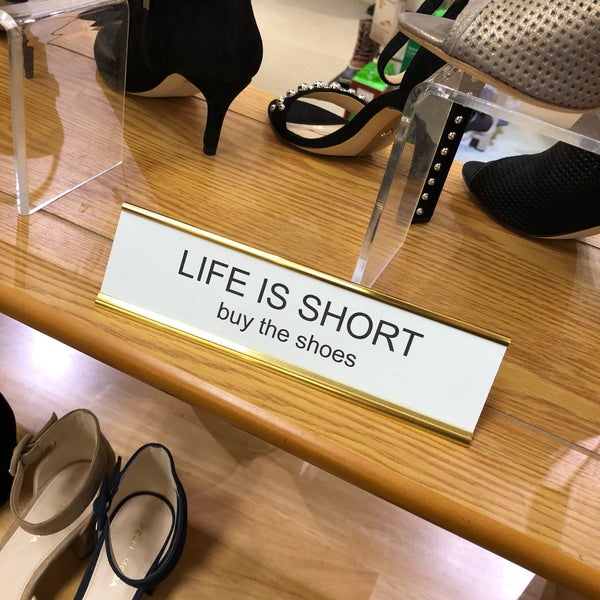 LIFE IS SHORT
buy the shoes